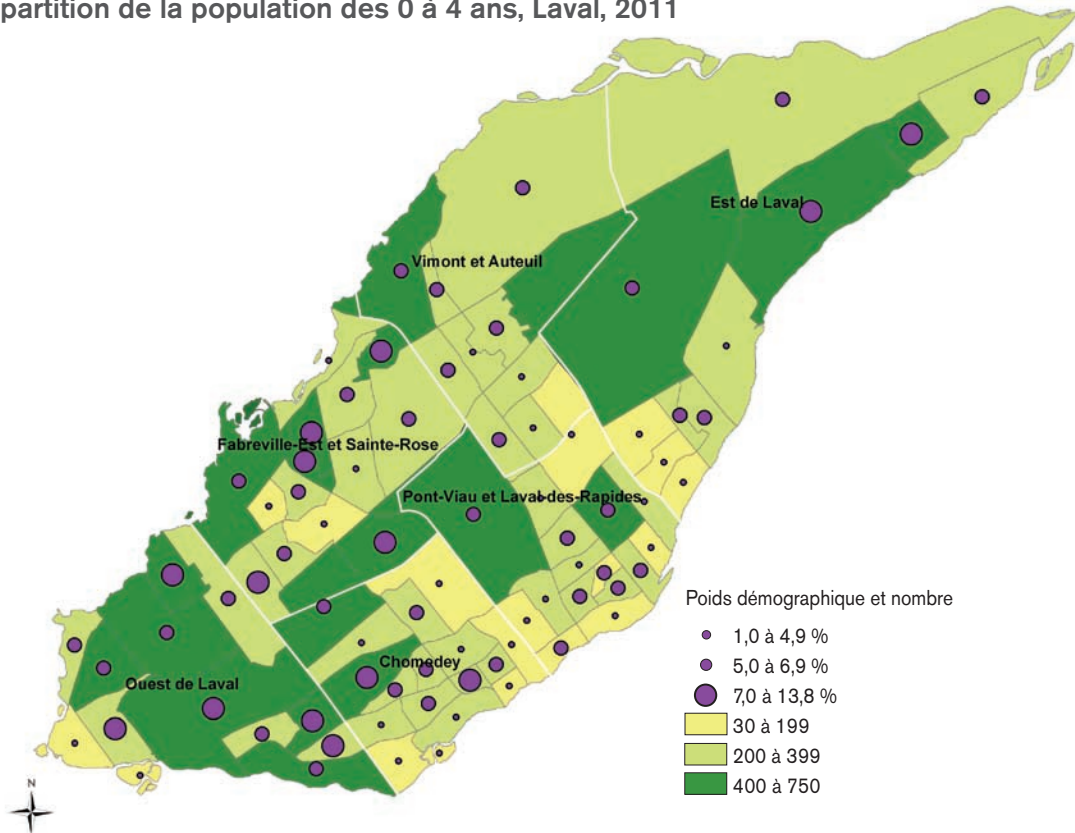 partition de la population des 0 à 4 ans, Laval, 2011
Est de Laval
Vimont et Auteuil
Fabreville-Est et Sainte-Rose
Pont-Viau et Laval-des-Rapides
Chomedey
Ouest de Laval
Poids démographique et nombre
1,0 à 4,9 %
5,0 à 6,9 %
7,0 à 13,8 %
30 à 199
200 à 399
400 à 750
N